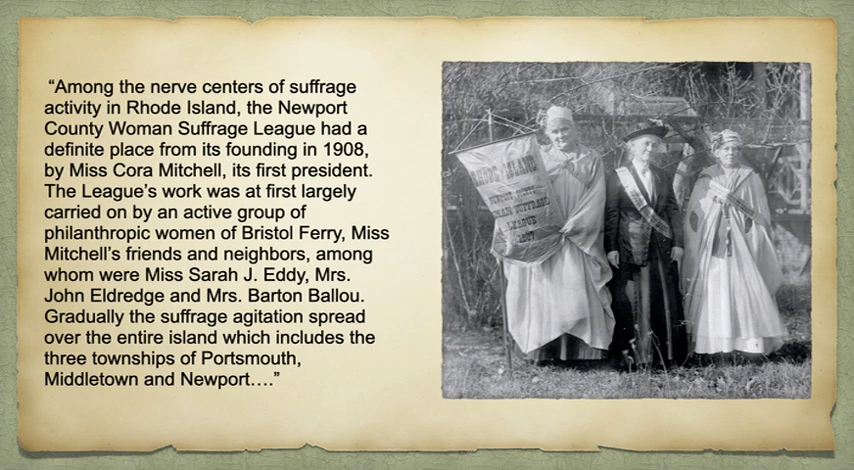 “Among the nerve centers of suffrage
activity in Rhode Island, the Newport
County Woman Suffrage League had a
definite place from its founding in 1908,
by Miss Cora Mitchell, its first president.
The League’s work was at first largely
carried on by an active group of
philanthropic women of Bristol Ferry, Miss
Mitchell’s friends and neighbors, among
whom were Miss Sarah J. Eddy, Mrs.
John Eldredge and Mrs. Barton Ballou.
Gradually the suffrage agitation spread
over the entire island which includes the
three townships of Portsmouth,
Middletown and Newport….”
ISLAND
SUFFRAGE
LEAGUE